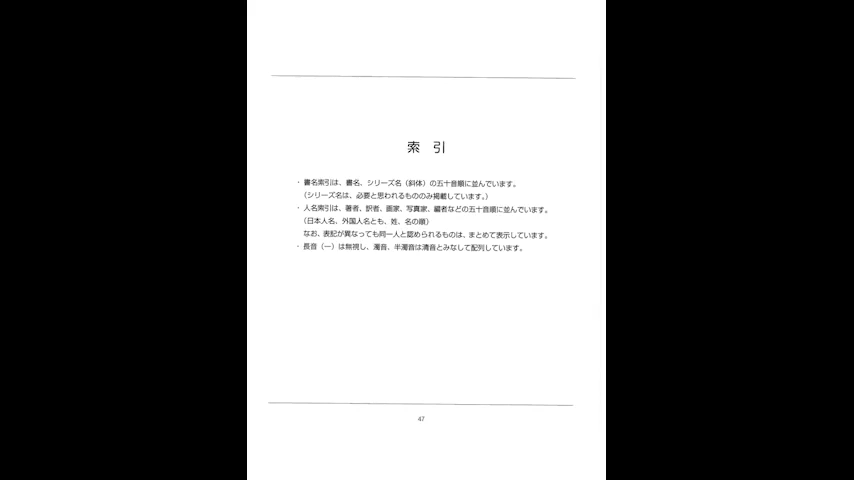 索 引
・ 書名索引は、書名、シリーズ名（斜体）の五十音順に並んでいます。
（シリーズ名は、必要と思われるもののみ掲載しています。）
・ 人名索引は、著者、訳者、画家、写真家、編者などの五十音順に並んでいます。
（日本人名、外国人名とも、姓、名の順）
なお、表記が異なっても同一人と認められるものは、まとめて表示しています。
・ 長音（ー）は無視し、濁音、半濁音は清音とみなして配列しています。
47